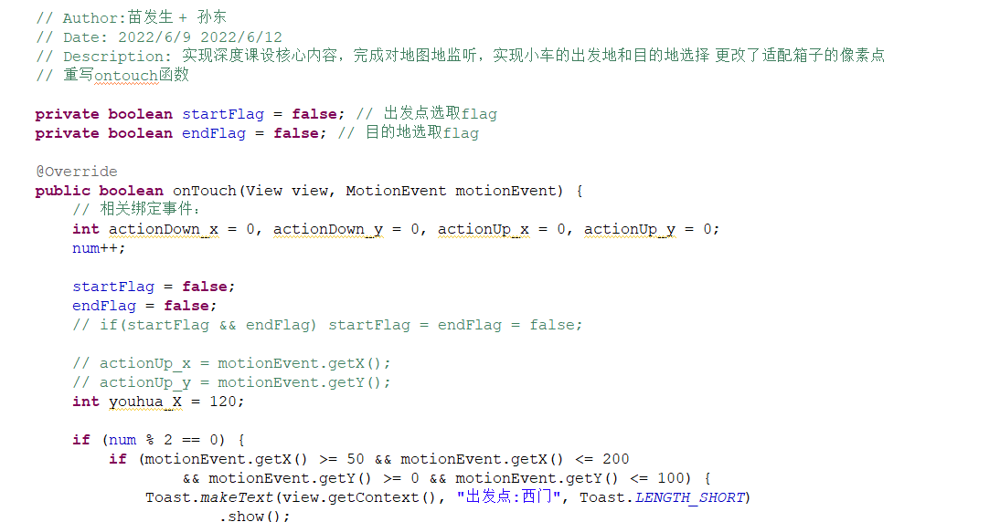 // Author:苗发生 + 孙东
// Date: 2022/6/9 2022/6/12
// Description: 实现深度课设核心内容，完成对地图地监听，实现小车的出发地和目的地选择 更改了适配箱子的像素点
// 重写ontouch函数
private boolean startFlag = false; // 出发点选取flag
private boolean endFlag = false; // 目的地选取flag
@Override
public boolean onTouch(View view, MotionEvent motionEvent) {
// 相关绑定事件：
int actionDown_x = 0, actionDown_y = 0, actionUp_x = 0, actionUp_y = 0;
num++;
startFlag = false;
endFlag = false;
// if(startFlag && endFlag) startFlag = endFlag = false;
// actionUp_x = motionEvent.getX();
// actionUp_y = motionEvent.getY();
int youhua_X = 120;
if (num % 2 == 0) {
if (motionEvent.getX() >= 50 && motionEvent.getX() <= 200
&& motionEvent.getY() >= 0 && motionEvent.getY() <= 100) {
Toast.makeText(view.getContext(), "出发点:西门", Toast.LENGTH_SHORT)
.show();